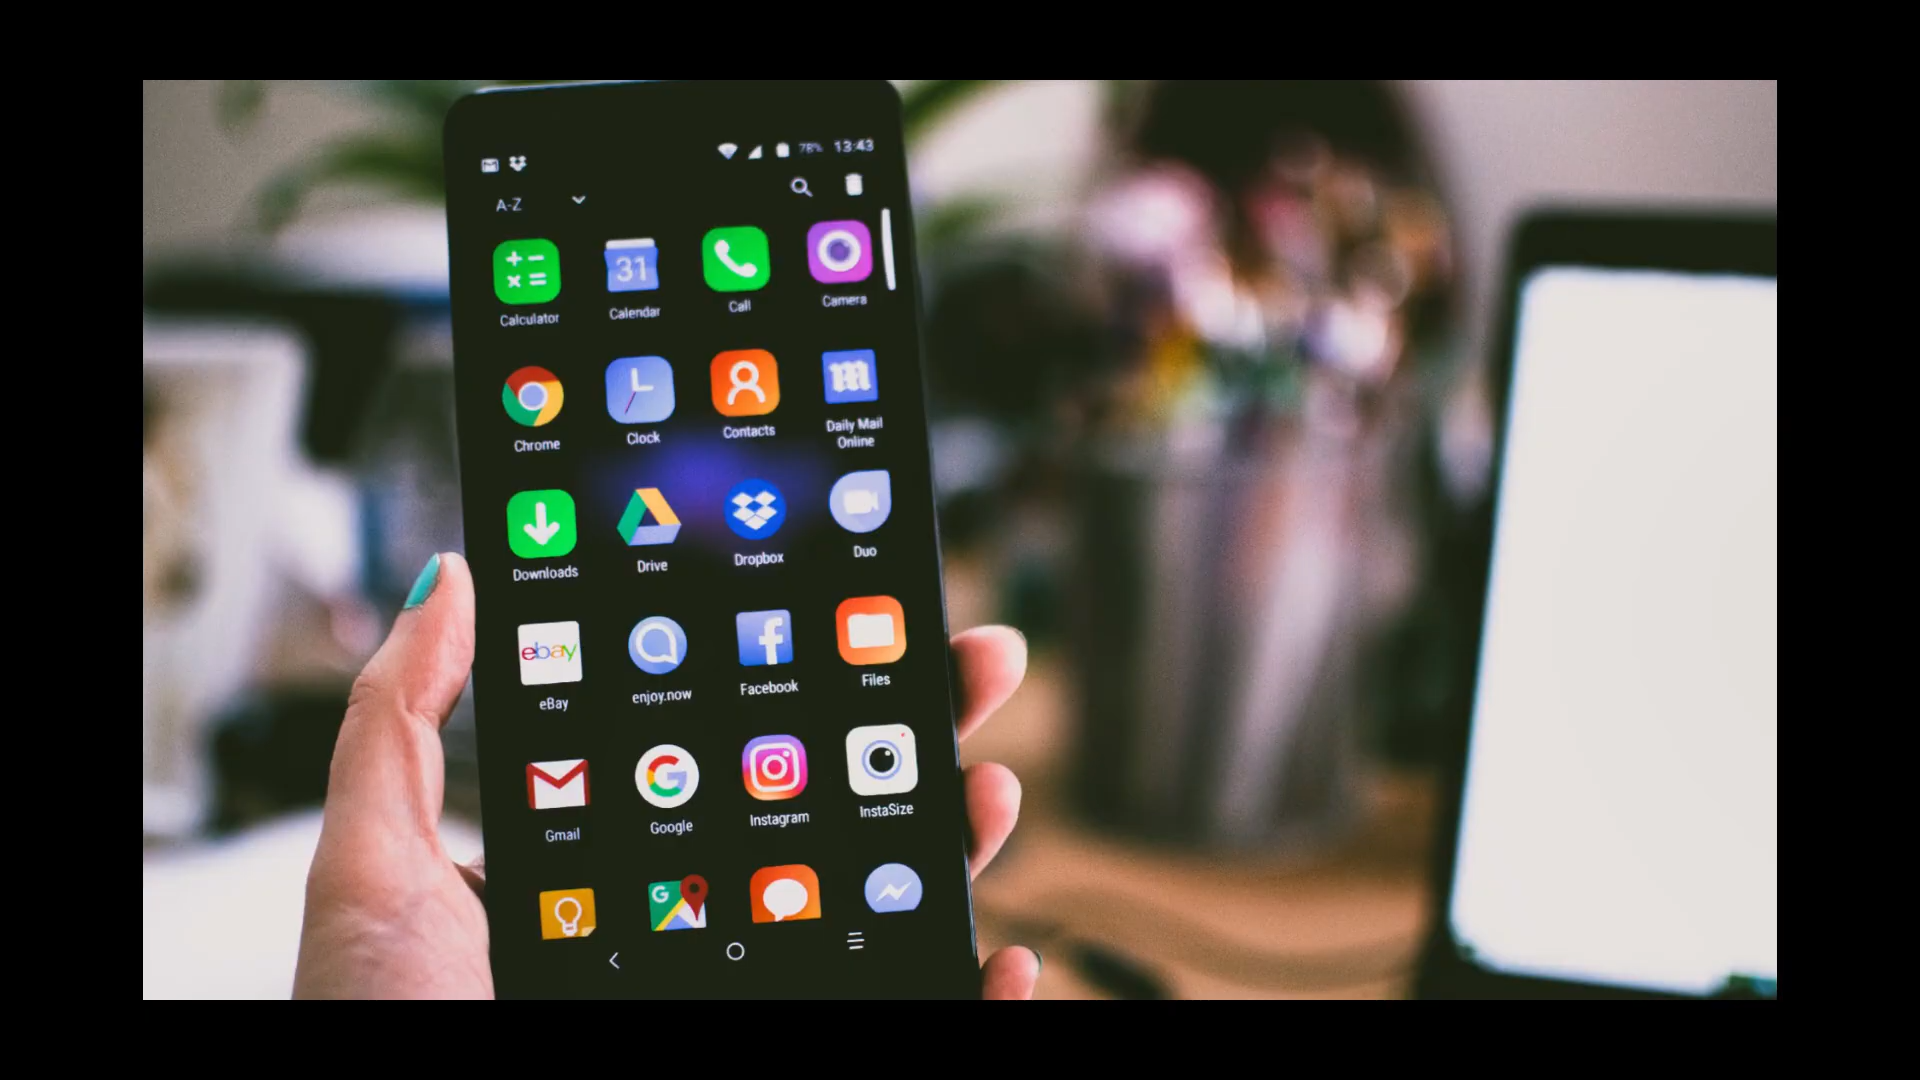 78% 13:43
A-Z
31
Calculator Calendar Call Camera
m
Chrome Clock Contacts Daily Mail
Online
Downloads Drive Dropbox Duo
ebay f
eBay enjoy.now Facebook Files
G
Gmail Google Instagram InstaSize
G